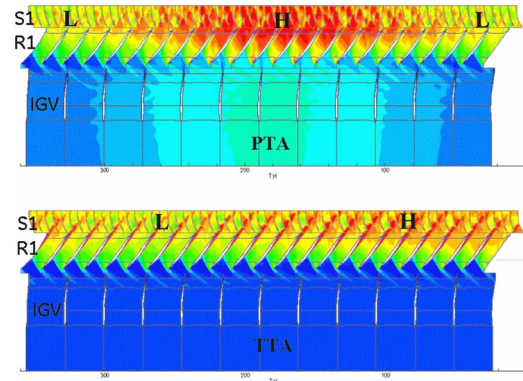 S1 L H L
R1
IGV
PTA
300 200 100
TH
S1 L H
R1
IGV
TTA
300 200 100
TH